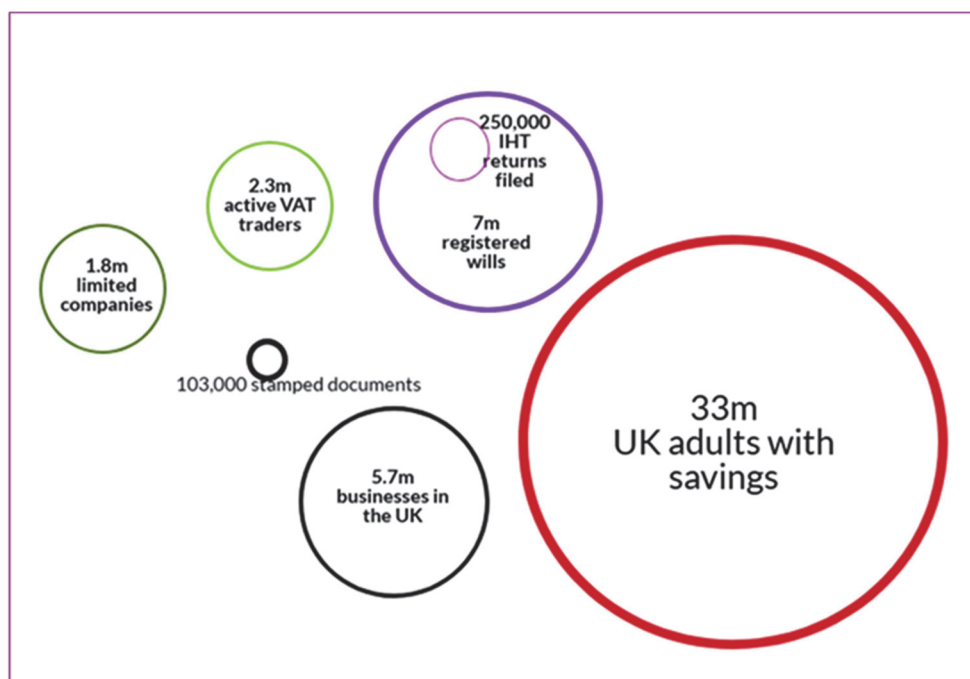 250,000
IHT
returns
filed
7m
registered
wills
2.3m
active VAT
traders
1.8m
limited
companies
103,000 stamped documents
5.7m
businesses in
the UK
33m
UK adults with
savings